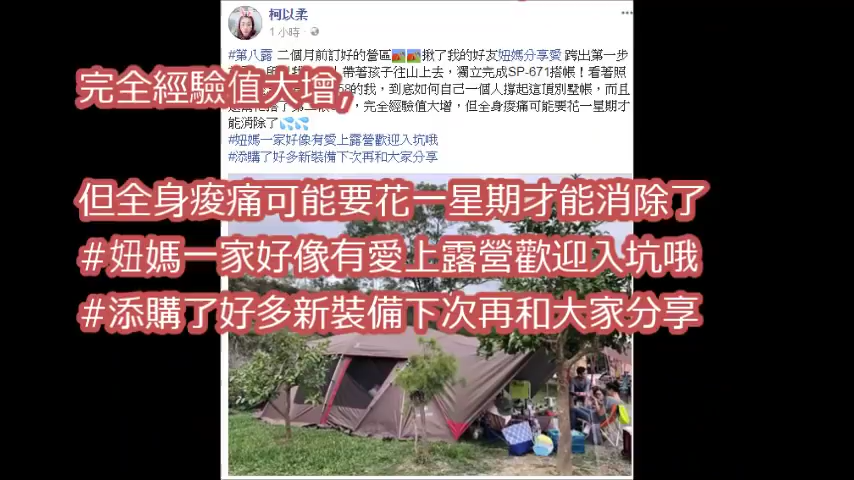 柯以柔
1 小時
#第八露 二個月前訂好的營區 揪了我的好友妞媽分享愛 跨出第一步
人帶著孩子往山上去，獨立完成SP-671搭帳！看著照
58的我，到底如何自己一個人撐起這頂別墅帳，而且
，完全經驗值大增，但全身痠痛可能要花一星期才
能消除了
#妞媽一家好像有愛上露營歡迎入坑哦
#添購了好多新裝備下次再和大家分享
完全經驗值大增,
但全身痠痛可能要花一星期才能消除了
#妞媽一家好像有愛上露營歡迎入坑哦
#添購了好多新裝備下次再和大家分享